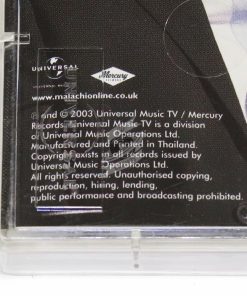 UNIVERSAL
Mercury
RECORDS
www.malachionline.co.uk
℗ and © 2003 Universal Music TV / Mercury
Records. Universal Music TV is a division
of Universal Music Operations Ltd.
Manufactured and Printed in Thailand.
Copyright exists in all records issued by
Universal Music Operations Ltd.
All rights reserved. Unauthorised copying,
reproduction, hiring, lending,
public performance and broadcasting prohibited.